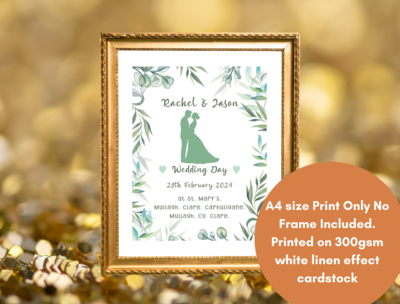 Rachel & Jason
Wedding Day
28th February 2024
at St. Mary's,
Mullagh, Clare, Carhuligane,
Mullagh, Co. Clare.
A4 size Print Only No
Frame Included.
Printed on 300gsm
white linen effect
cardstock